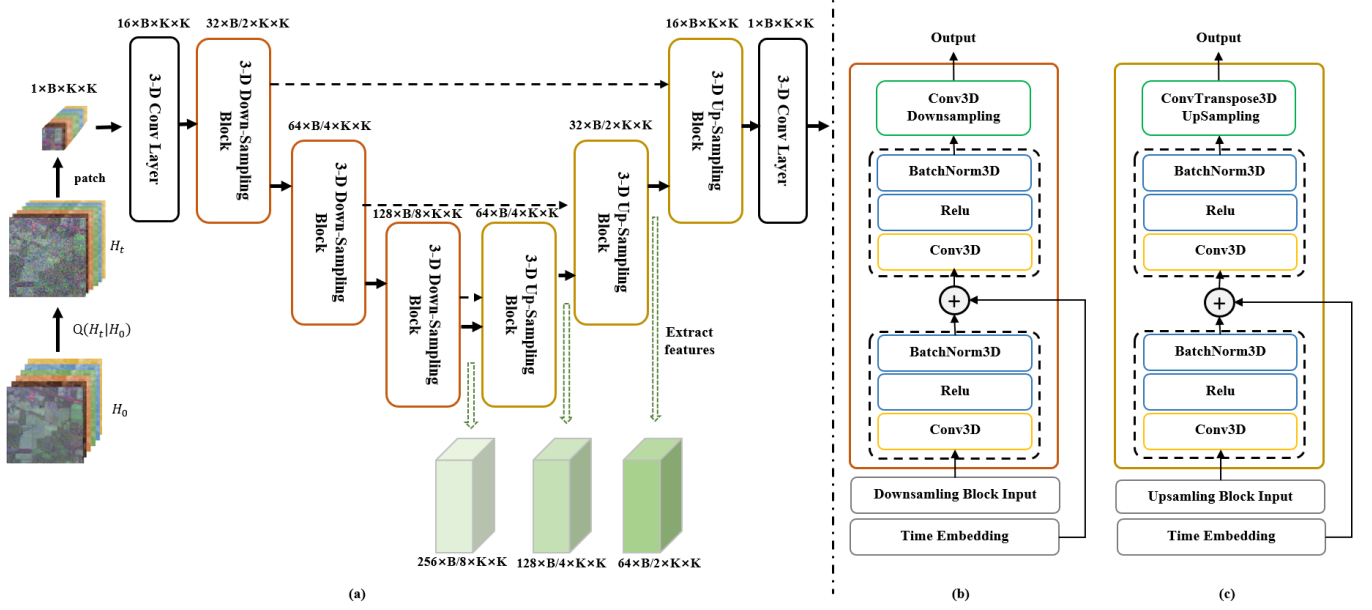 16×B×K×K
32×B/2×K×K
16×B×K×K
1×B×K×K
1×B×K×K
3-D Conv Layer
3-D Down-Sampling
Block
64×B/4×K×K
3-D Down-Sampling
Block
128×B/8×K×K
3-D Down-Sampling
Block
64×B/4×K×K
3-D Up-Sampling
Block
32×B/2×K×K
3-D Up-Sampling
Block
3-D Up-Sampling
Block
3-D Conv Layer
patch
H_t
Q(H_t|H_0)
H_0
Extract
features
256×B/8×K×K
128×B/4×K×K
64×B/2×K×K
(a)
Output
Conv3D
Downsampling
BatchNorm3D
Relu
Conv3D
+
BatchNorm3D
Relu
Conv3D
Downsamling Block Input
Time Embedding
(b)
Output
ConvTranspose3D
UpSampling
BatchNorm3D
Relu
Conv3D
+
BatchNorm3D
Relu
Conv3D
Upsamling Block Input
Time Embedding
(c)